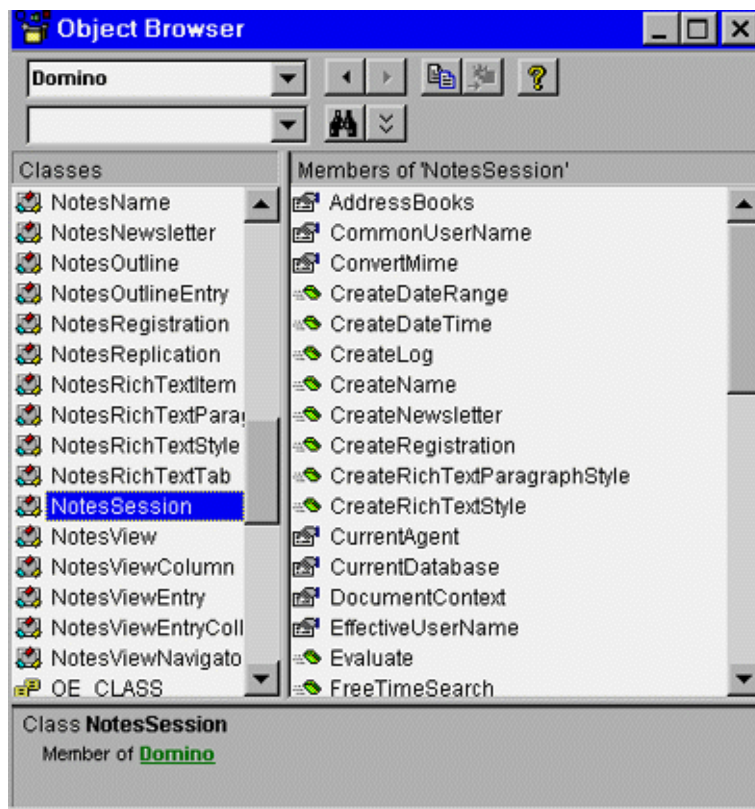 Object Browser
Domino
Classes
NotesName
NotesNewsletter
NotesOutline
NotesOutlineEntry
NotesRegistration
NotesReplication
NotesRichTextItem
NotesRichTextPara
NotesRichTextStyle
NotesRichTextTab
NotesSession
NotesView
NotesViewColumn
NotesViewEntry
NotesViewEntryColl
NotesViewNavigato
OE_CLASS
Members of 'NotesSession'
AddressBooks
CommonUserName
ConvertMime
CreateDateRange
CreateDateTime
CreateLog
CreateName
CreateNewsletter
CreateRegistration
CreateRichTextParagraphStyle
CreateRichTextStyle
CurrentAgent
CurrentDatabase
DocumentContext
EffectiveUserName
Evaluate
FreeTimeSearch
Class NotesSession
Member of Domino